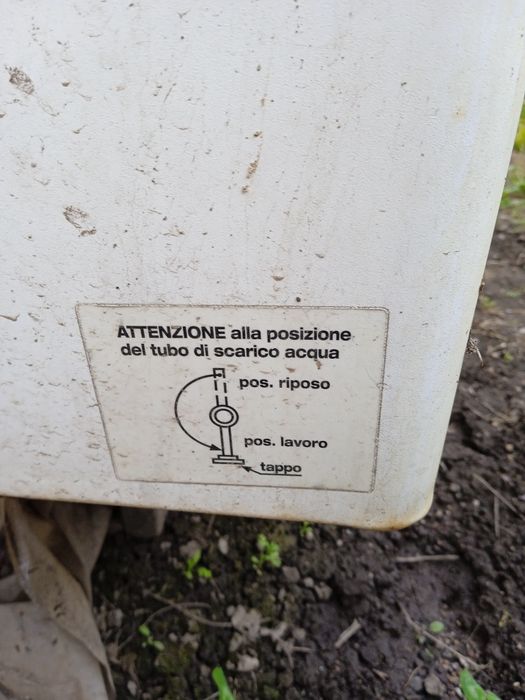 ATTENZIONE alla posizione
del tubo di scarico acqua
pos. riposo
pos. lavoro
tappo